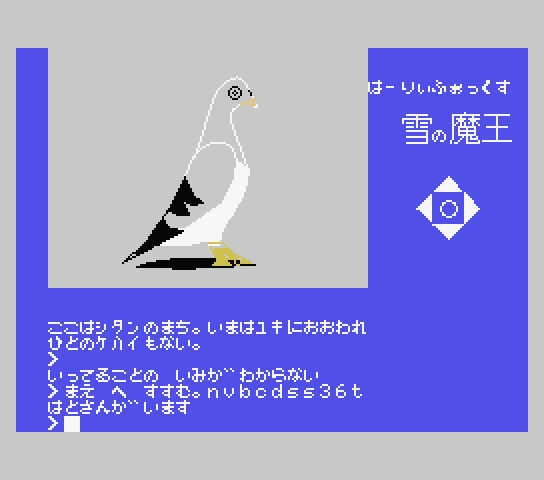 はーりぃふぉっくす
雪の魔王
ここはシタンのまち。いまはユキにおおわれ
ひとのケハイもない。
>
いってることの いみが わからない
>まえ へ すすむ。nvbcdss36t
はとさんが います
>